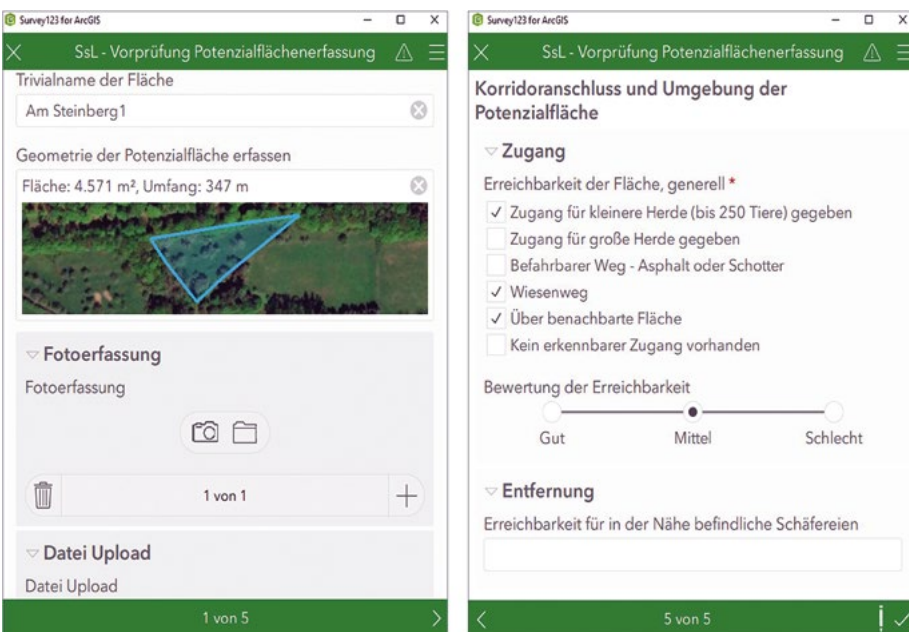 Survey123 for ArcGIS
SsL - Vorprüfung Potenzialflächenerfassung
Trivialname der Fläche
Am Steinberg1
Geometrie der Potenzialfläche erfassen
Fläche: 4.571 m², Umfang: 347 m
Fotoerfassung
Fotoerfassung
1 von 1
Datei Upload
Datei Upload
1 von 5
Survey123 for ArcGIS
SsL - Vorprüfung Potenzialflächenerfassung
Korridoranschluss und Umgebung der
Potenzialfläche
Zugang
Erreichbarkeit der Fläche, generell *
Zugang für kleinere Herde (bis 250 Tiere) gegeben
Zugang für große Herde gegeben
Befahrbarer Weg - Asphalt oder Schotter
Wiesenweg
Über benachbarte Fläche
Kein erkennbarer Zugang vorhanden
Bewertung der Erreichbarkeit
Gut Mittel Schlecht
Entfernung
Erreichbarkeit für in der Nähe befindliche Schäfereien
5 von 5